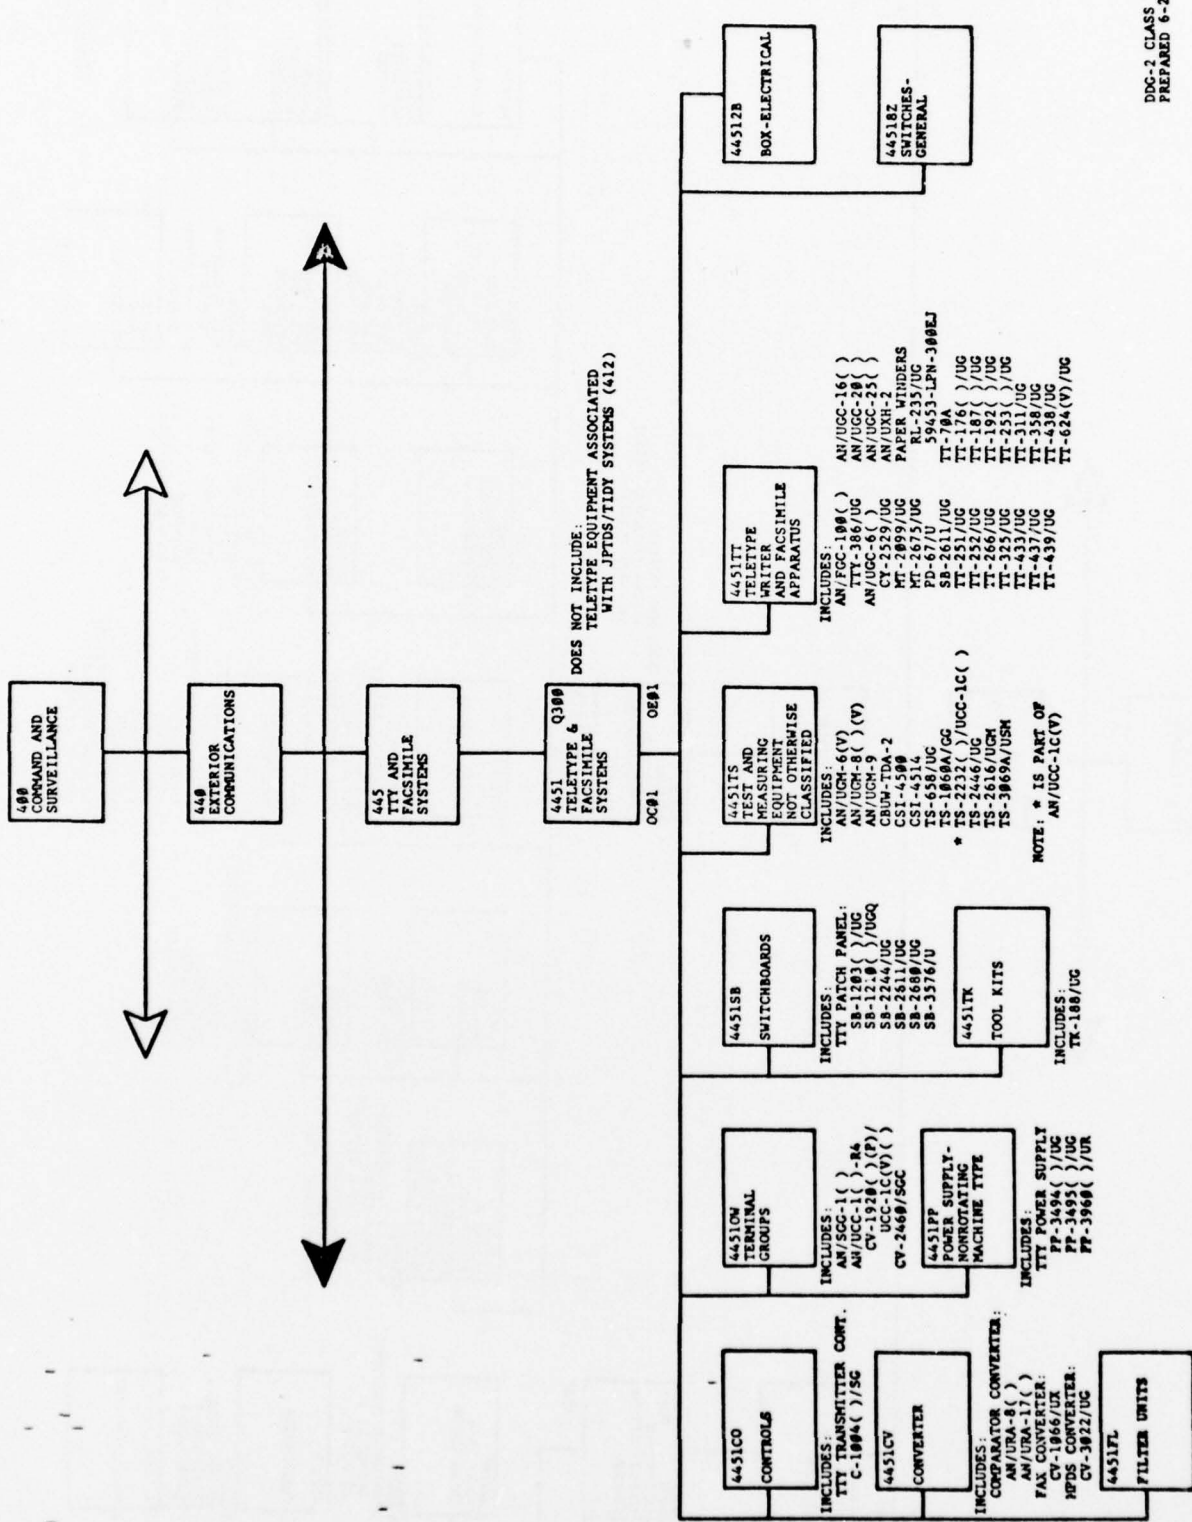 400
COMMAND AND
SURVEILLANCE
440
EXTERIOR
COMMUNICATIONS
445
TTY AND
FACSIMILE
SYSTEMS
4451 Q300
TELETYPE &
FACSIMILE
SYSTEMS
OC01 OE01
DOES NOT INCLUDE:
TELETYPE EQUIPMENT ASSOCIATED
WITH JPTDS/TIDY SYSTEMS (412)
4451CO
CONTROLS
INCLUDES:
TTY TRANSMITTER CONT.
C-1004( )/SG
4451CV
CONVERTER
INCLUDES:
COMPARATOR CONVERTER:
AN/URA-8( )
AN/URA-17( )
FAX CONVERTER:
CV-1066/UX
MPDS CONVERTER:
CV-3022/UG
4451FL
FILTER UNITS
4451OW
TERMINAL
GROUPS
INCLUDES:
AN/SGC-1( )
AN/UCC-1( )-R4
CV-1920( )(P)/
UCC-1C(V)( )
CV-2460/SGC
4451PP
POWER SUPPLY-
NONROTATING
MACHINE TYPE
INCLUDES:
TTY POWER SUPPLY
PP-3494( )/UG
PP-3495( )/UG
PP-3960( )/UR
4451SB
SWITCHBOARDS
INCLUDES:
TTY PATCH PANEL:
SB-1203( )/UG
SB-1210( )/UGQ
SB-2244/UG
SB-2611/UG
SB-2680/UG
SB-3576/U
4451TK
TOOL KITS
INCLUDES:
TK-188/UG
4451TS
TEST AND
MEASURING
EQUIPMENT
NOT OTHERWISE
CLASSIFIED
INCLUDES:
AN/UGM-6(V)
AN/UGM-8( )(V)
AN/UGM-9
CBUW-TDA-2
CSI-4500
CSI-4514
TS-658/UG
TS-1060A/GG
* TS-2232( )/UCC-1C( )
TS-2446/UG
TS-2616/UGM
TS-3069A/USM
NOTE: * IS PART OF
AN/UCC-1C(V)
4451TT
TELETYPE
WRITER
AND FACSIMILE
APPARATUS
INCLUDES:
AN/FGC-100( )
TTY-386/UG
AN/UGC-6( )
CY-2529/UG
MT-2099/UG
MT-2675/UG
PD-67/U
SB-2611/UG
TT-251/UG
TT-252/UG
TT-266/UG
TT-325/UG
TT-433/UG
TT-437/UG
TT-439/UG
AN/UGC-16( )
AN/UGC-20( )
AN/UGC-25( )
AN/UXH-2
PAPER WINDERS
RL-235/UG
59453-LPN-300EJ
TT-70A
TT-176( )/UG
TT-187( )/UG
TT-192( )/UG
TT-253( )/UG
TT-311/UG
TT-358/UG
TT-438/UG
TT-624(V)/UG
44512B
BOX-ELECTRICAL
44518Z
SWITCHES-
GENERAL
DDG-2 CLASS
PREPARED 6-2